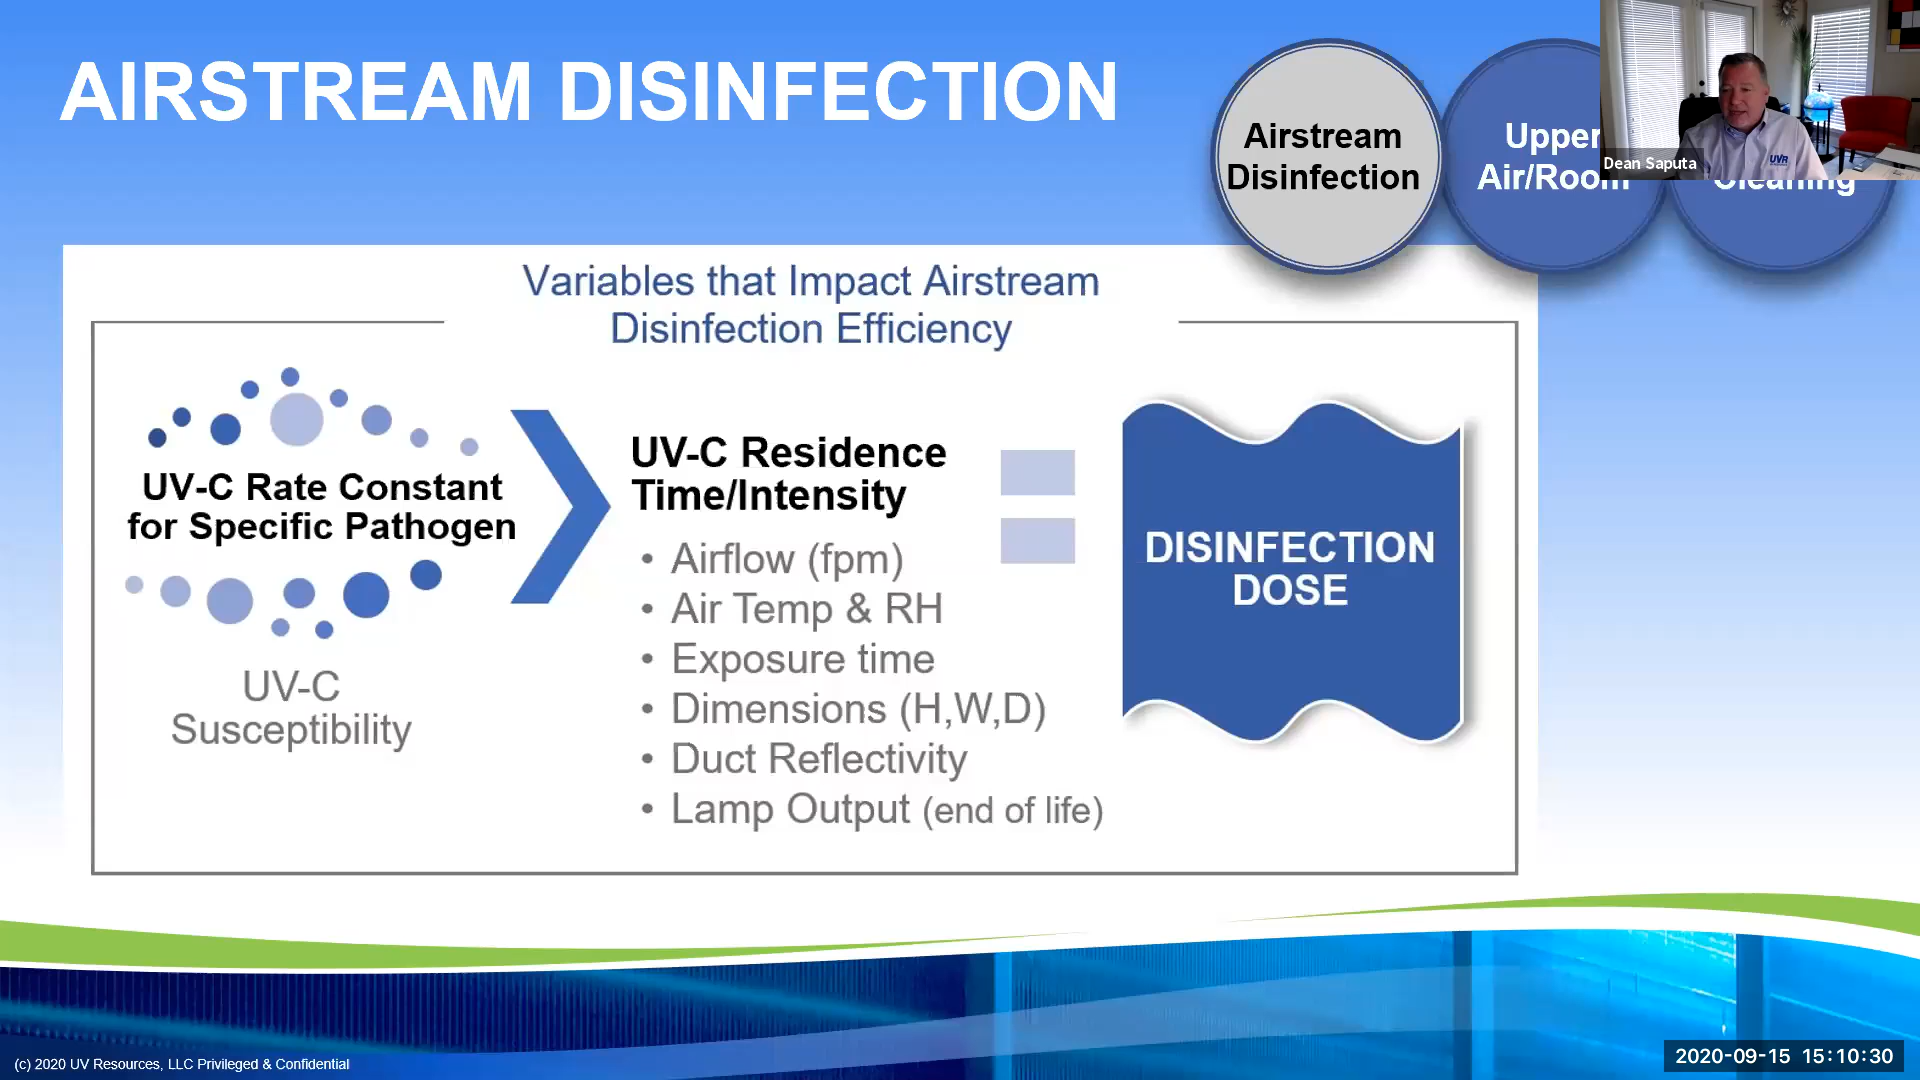 AIRSTREAM DISINFECTION
Airstream
Disinfection
Upper
Air/Room
Cleaning
Dean Saputa
UVR
Variables that Impact Airstream
Disinfection Efficiency
UV-C Rate Constant
for Specific Pathogen
UV-C
Susceptibility
UV-C Residence
Time/Intensity
• Airflow (fpm)
• Air Temp & RH
• Exposure time
• Dimensions (H,W,D)
• Duct Reflectivity
• Lamp Output (end of life)
DISINFECTION
DOSE
(c) 2020 UV Resources, LLC Privileged & Confidential
2020-09-15 15:10:30